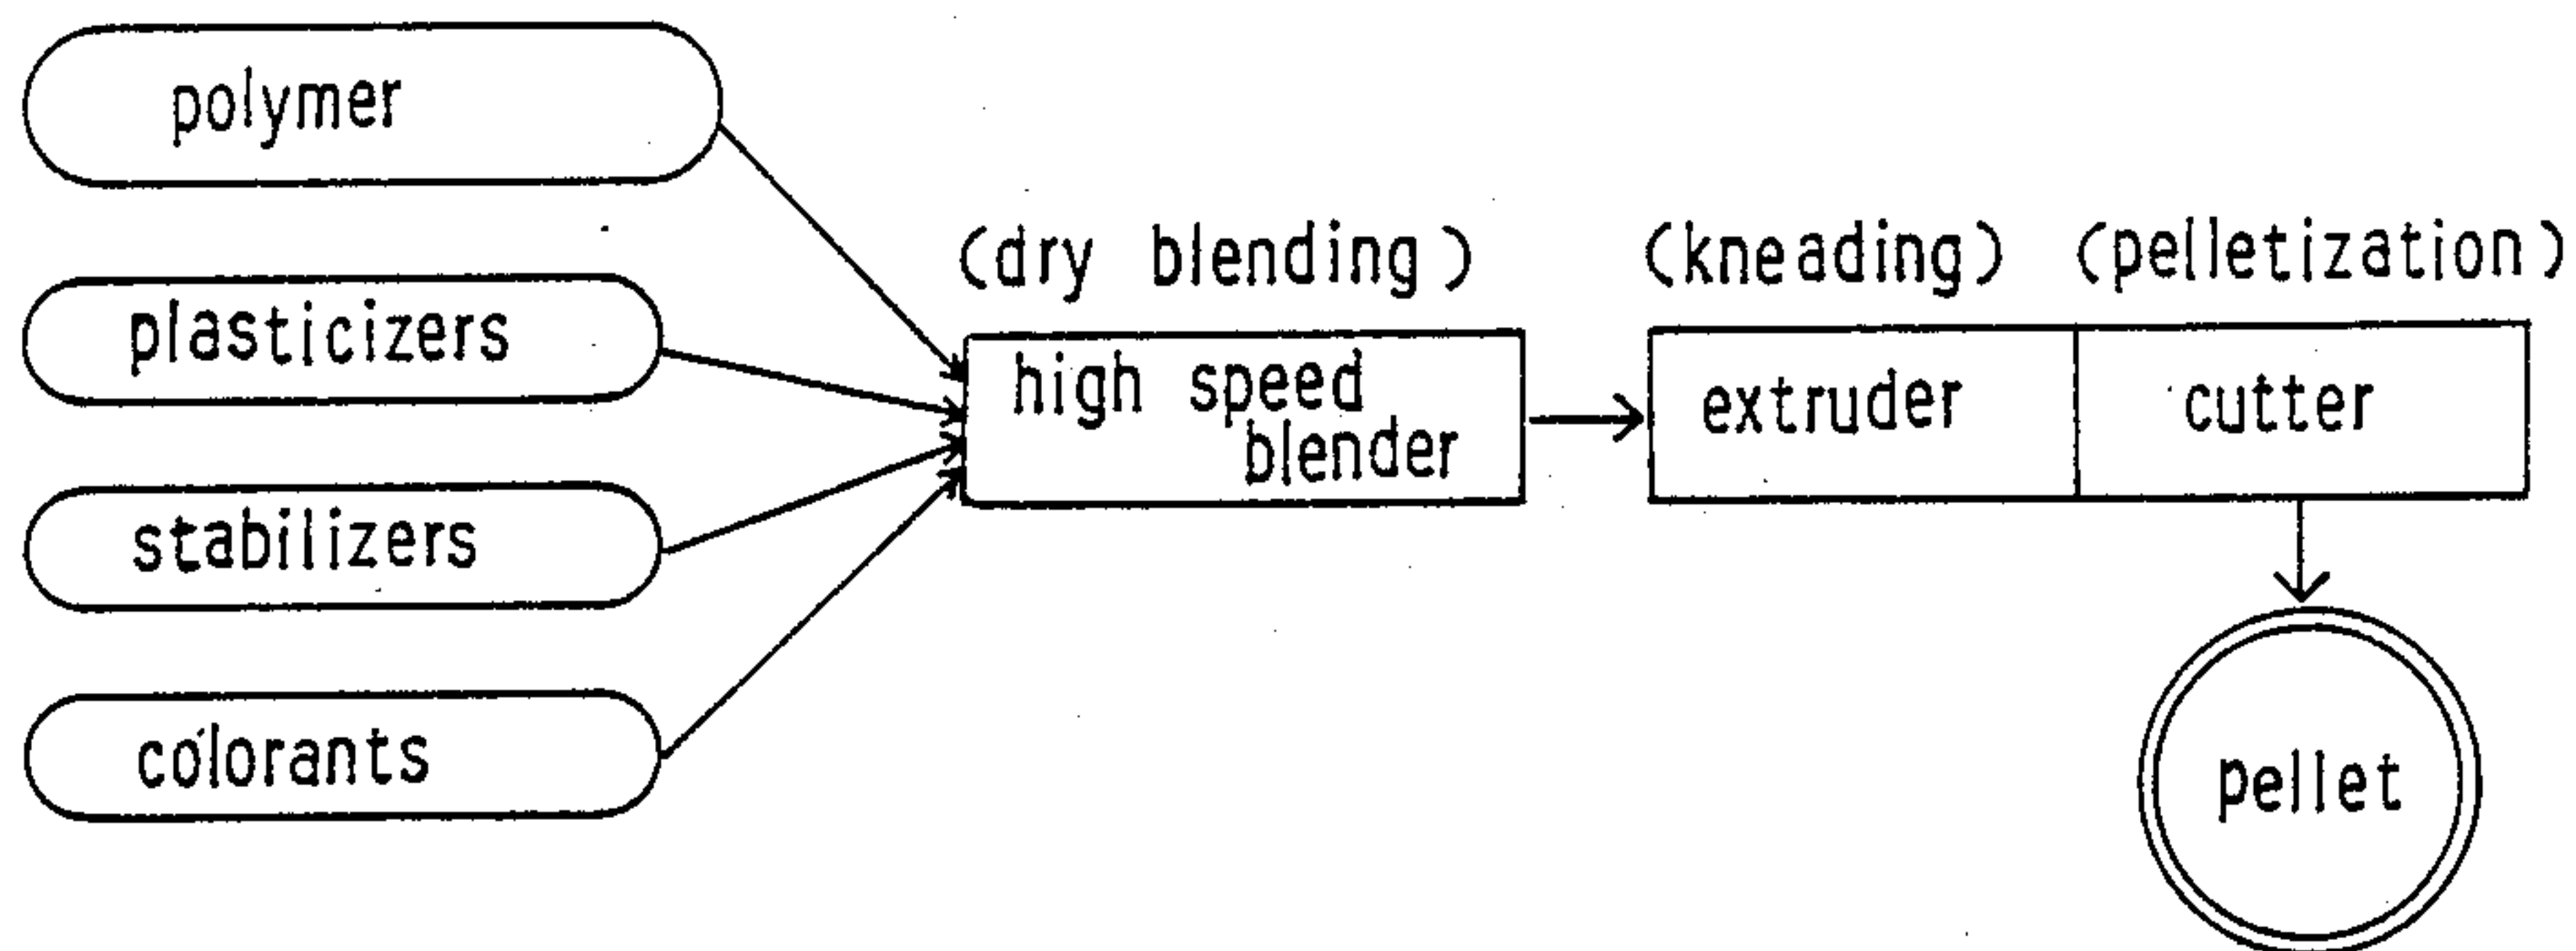 polymer
plasticizers
stabilizers
colorants
(dry blending)
high speed
blender
(kneading)
extruder
(pelletization)
cutter
pellet